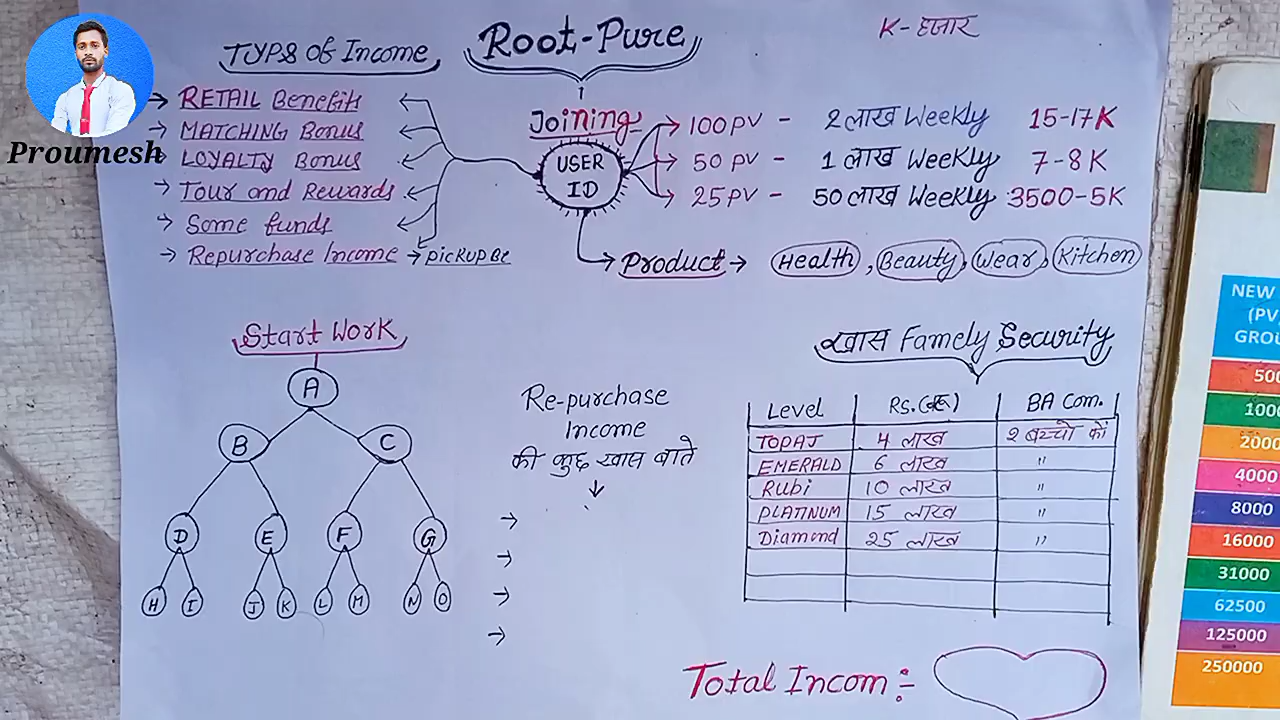 Root-Pure
K- हजार
TYPS of Income
→ RETAIL Benefits
→ MATCHING Bonus
→ LOYALTY Bonus
→ Tour and Rewards
→ Some funds
→ Repurchase Income → PICKUP Be
Proumesh
Joining
USER
ID
→ 100 PV - 2 लाख Weekly 15-17K
→ 50 PV - 1 लाख Weekly 7-8K
→ 25 PV - 50 लाख Weekly 3500-5K
Product → Health, Beauty, Wear, Kitchen
Start Work
A
B C
D E F G
H I J K L M N O
Re-purchase
Income
की कुछ खास बाते
खास Famely Security
Level Rs. BA Com.
TOPAJ 4 लाख 2 बच्चो को
EMERALD 6 लाख "
Rubi 10 लाख "
PLATINUM 15 लाख "
Diamond 25 लाख "
Total Incom :-
NEW
(PV
GROU
500
1000
2000
4000
8000
16000
31000
62500
125000
250000